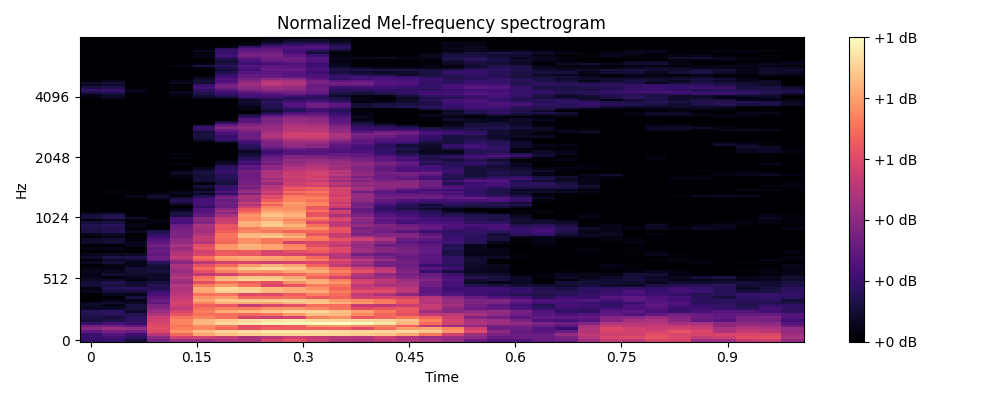 Normalized Mel-frequency spectrogram
Hz
4096
2048
1024
512
0
0 0.15 0.3 0.45 0.6 0.75 0.9
Time
+1 dB
+1 dB
+1 dB
+0 dB
+0 dB
+0 dB